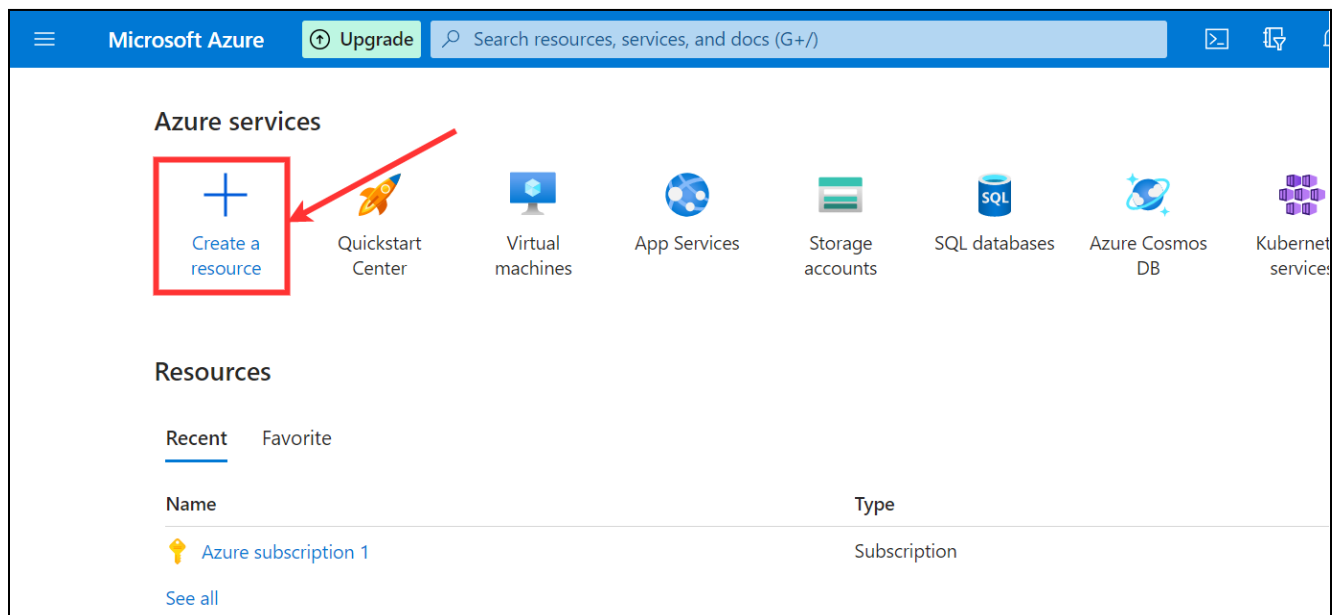 Microsoft Azure Upgrade Search resources, services, and docs (G+/)
Azure services
Create a resource
Quickstart Center
Virtual machines
App Services
Storage accounts
SQL
SQL databases
Azure Cosmos DB
Resources
Recent Favorite
Name Type
Azure subscription 1 Subscription
See all